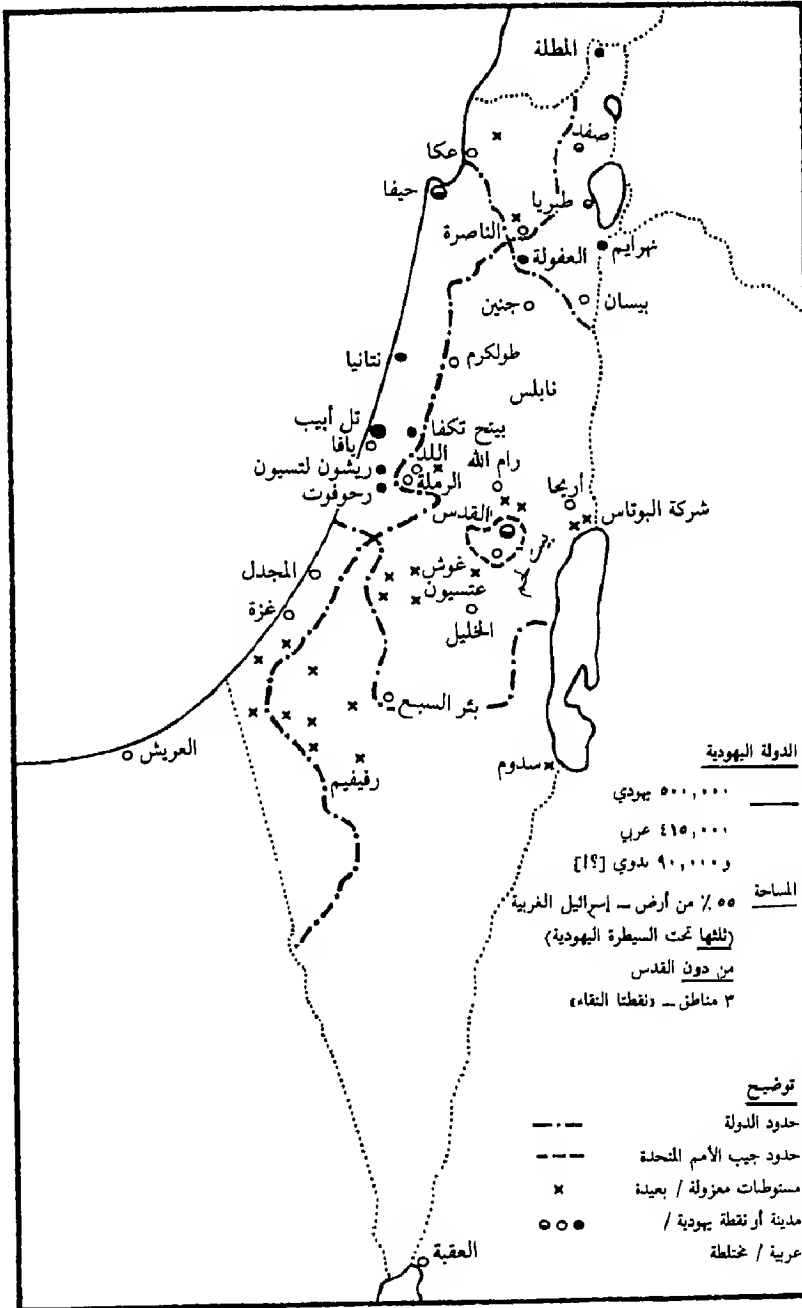 المطلة
صفد
عكا
حيفا
طبريا
الناصرة
نهرايم
العفولة
بيسان
جنين
نتانيا
طولكرم
نابلس
تل أبيب
بيتح تكفا
يافا
اللد
رام الله
ريشون لتسيون
الرملة
أريحا
شركة البوتاس
رحوفوت
القدس
بيت لحم
المجدل
غوش
عتسيون
غزة
الخليل
بئر السبع
العريش
رفيفيم
سدوم
الدولة اليهودية
٥٠٠,٠٠٠ يهودي
٤١٥,٠٠٠ عربي
و ٩٠,٠٠٠ بدوي [؟!]
المساحة ٥٥ ٪ من أرض – إسرائيل الغربية
(ثلثها تحت السيطرة اليهودية)
من دون القدس
٣ مناطق – «نقطتا التقاء»
توضيح
حدود الدولة
حدود جيب الأمم المتحدة
مستوطنات معزولة / بعيدة
مدينة أو نقطة يهودية /
عربية / مختلطة
العقبة